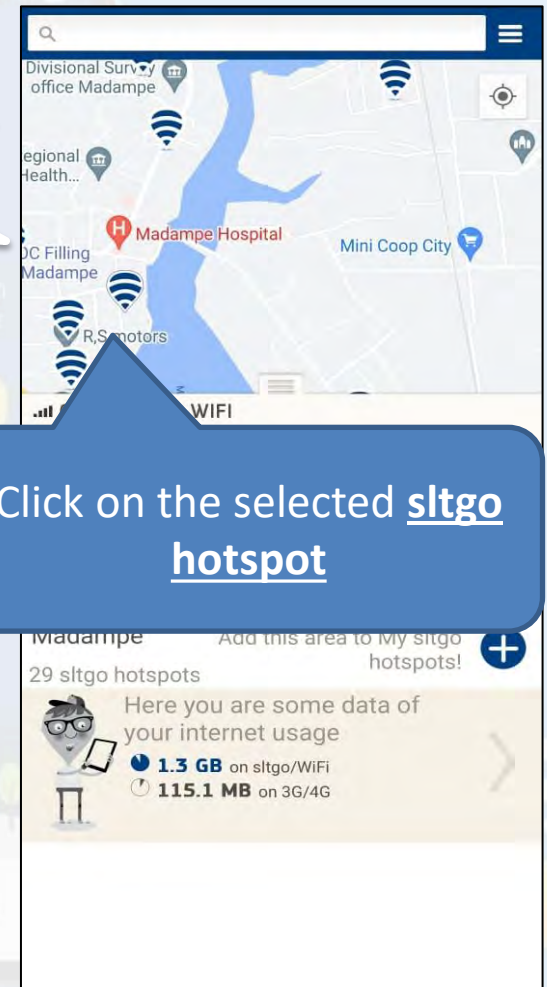 Divisional Survey
office Madampe
egional
Health...
Madampe Hospital
Mini Coop City
OC Filling
Madampe
R,S motors
WIFI
Click on the selected sltgo
hotspot
Madampe
Add this area to My sltgo
hotspots!
29 sltgo hotspots
Here you are some data of
your internet usage
1.3 GB on sltgo/WiFi
115.1 MB on 3G/4G